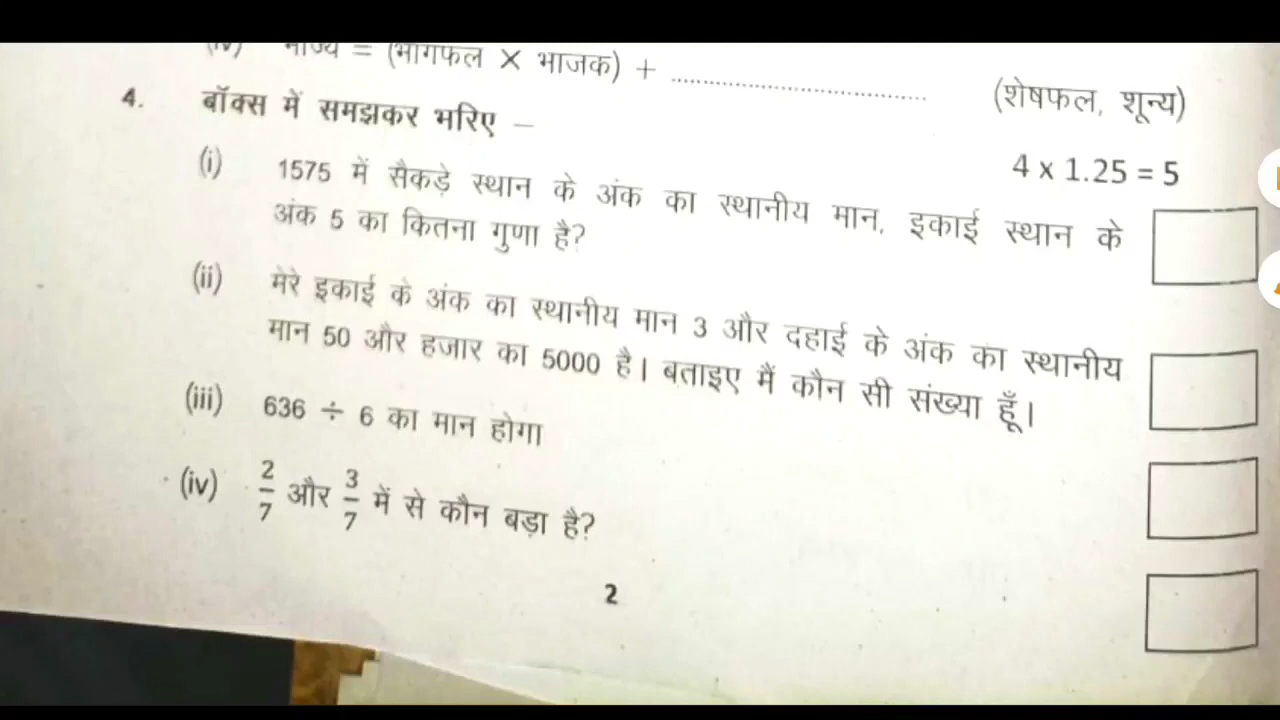 (iv) भाज्य = (भागफल × भाजक) + ........................ (शेषफल, शून्य)
4. बॉक्स में समझकर भरिए –
4 x 1.25 = 5
(i) 1575 में सैकड़े स्थान के अंक का स्थानीय मान, इकाई स्थान के
अंक 5 का कितना गुणा है?
(ii) मेरे इकाई के अंक का स्थानीय मान 3 और दहाई के अंक का स्थानीय
मान 50 और हजार का 5000 है। बताइए मैं कौन सी संख्या हूँ।
(iii) 636 ÷ 6 का मान होगा
(iv) 2/7 और 3/7 में से कौन बड़ा है?
2